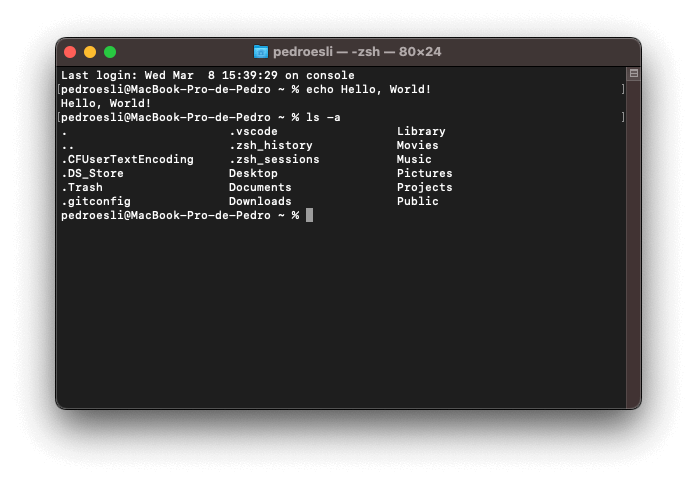 pedroesli — -zsh — 80×24
Last login: Wed Mar  8 15:39:29 on console
[pedroesli@MacBook-Pro-de-Pedro ~ % echo Hello, World! ]
Hello, World!
[pedroesli@MacBook-Pro-de-Pedro ~ % ls -a ]
.                       .vscode                 Library
..                      .zsh_history            Movies
.CFUserTextEncoding     .zsh_sessions           Music
.DS_Store               Desktop                 Pictures
.Trash                  Documents               Projects
.gitconfig              Downloads               Public
pedroesli@MacBook-Pro-de-Pedro ~ %